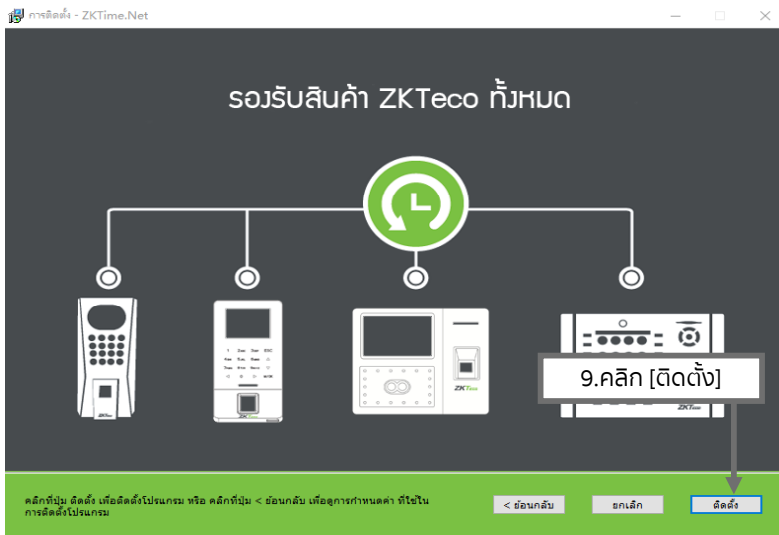 การติดตั้ง - ZKTime.Net
รองรับสินค้า ZKTeco ทั้งหมด
ZKTeco
ZKTeco
9.คลิก [ติดตั้ง]
คลิกที่ปุ่ม ติดตั้ง เพื่อติดตั้งโปรแกรม หรือ คลิกที่ปุ่ม < ย้อนกลับ เพื่อดูการกำหนดค่า ที่ใช้ใน
การติดตั้งโปรแกรม
< ย้อนกลับ
ยกเลิก
ติดตั้ง